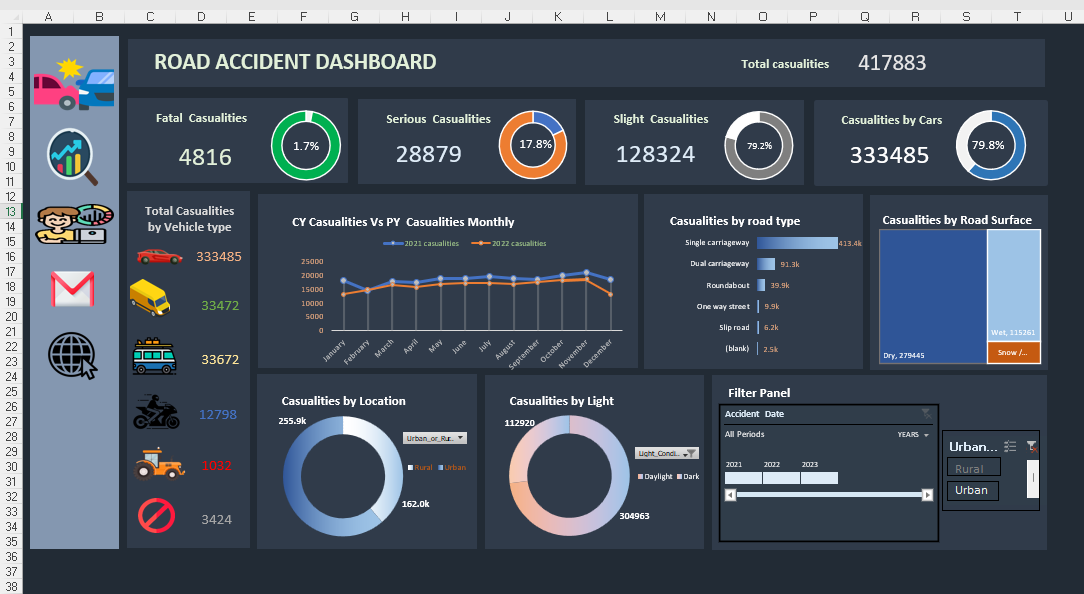 A B C D E F G H I J K L M N O P Q R S T U
1
2
3
4
5
6
7
8
9
10
11
12
13
14
15
16
17
18
19
20
21
22
23
24
25
26
27
28
29
30
31
32
33
34
35
36
37
38
ROAD ACCIDENT DASHBOARD
Total casualities 417883
Fatal Casualities
4816
1.7%
Serious Casualities
28879
17.8%
Slight Casualities
128324
79.2%
Casualities by Cars
333485
79.8%
Total Casualities
by Vehicle type
333485
33472
33672
12798
1032
3424
CY Casualities Vs PY Casualities Monthly
2021 casualities 2022 casualities
25000
20000
15000
10000
5000
0
January February March April May June July August September October November December
Casualities by road type
Single carriageway 413.4k
Dual carriageway 91.3k
Roundabout 39.9k
One way street 9.9k
Slip road 6.2k
(blank) 2.5k
Casualities by Road Surface
Dry, 279445
Wet, 115261
Snow /...
Casualities by Location
255.9k
162.0k
Urban_or_Rur...
Rural Urban
Casualities by Light
112920
304963
Light_Condi...
Daylight Dark
Filter Panel
Accident Date
All Periods YEARS
2021 2022 2023
Urban...
Rural
Urban